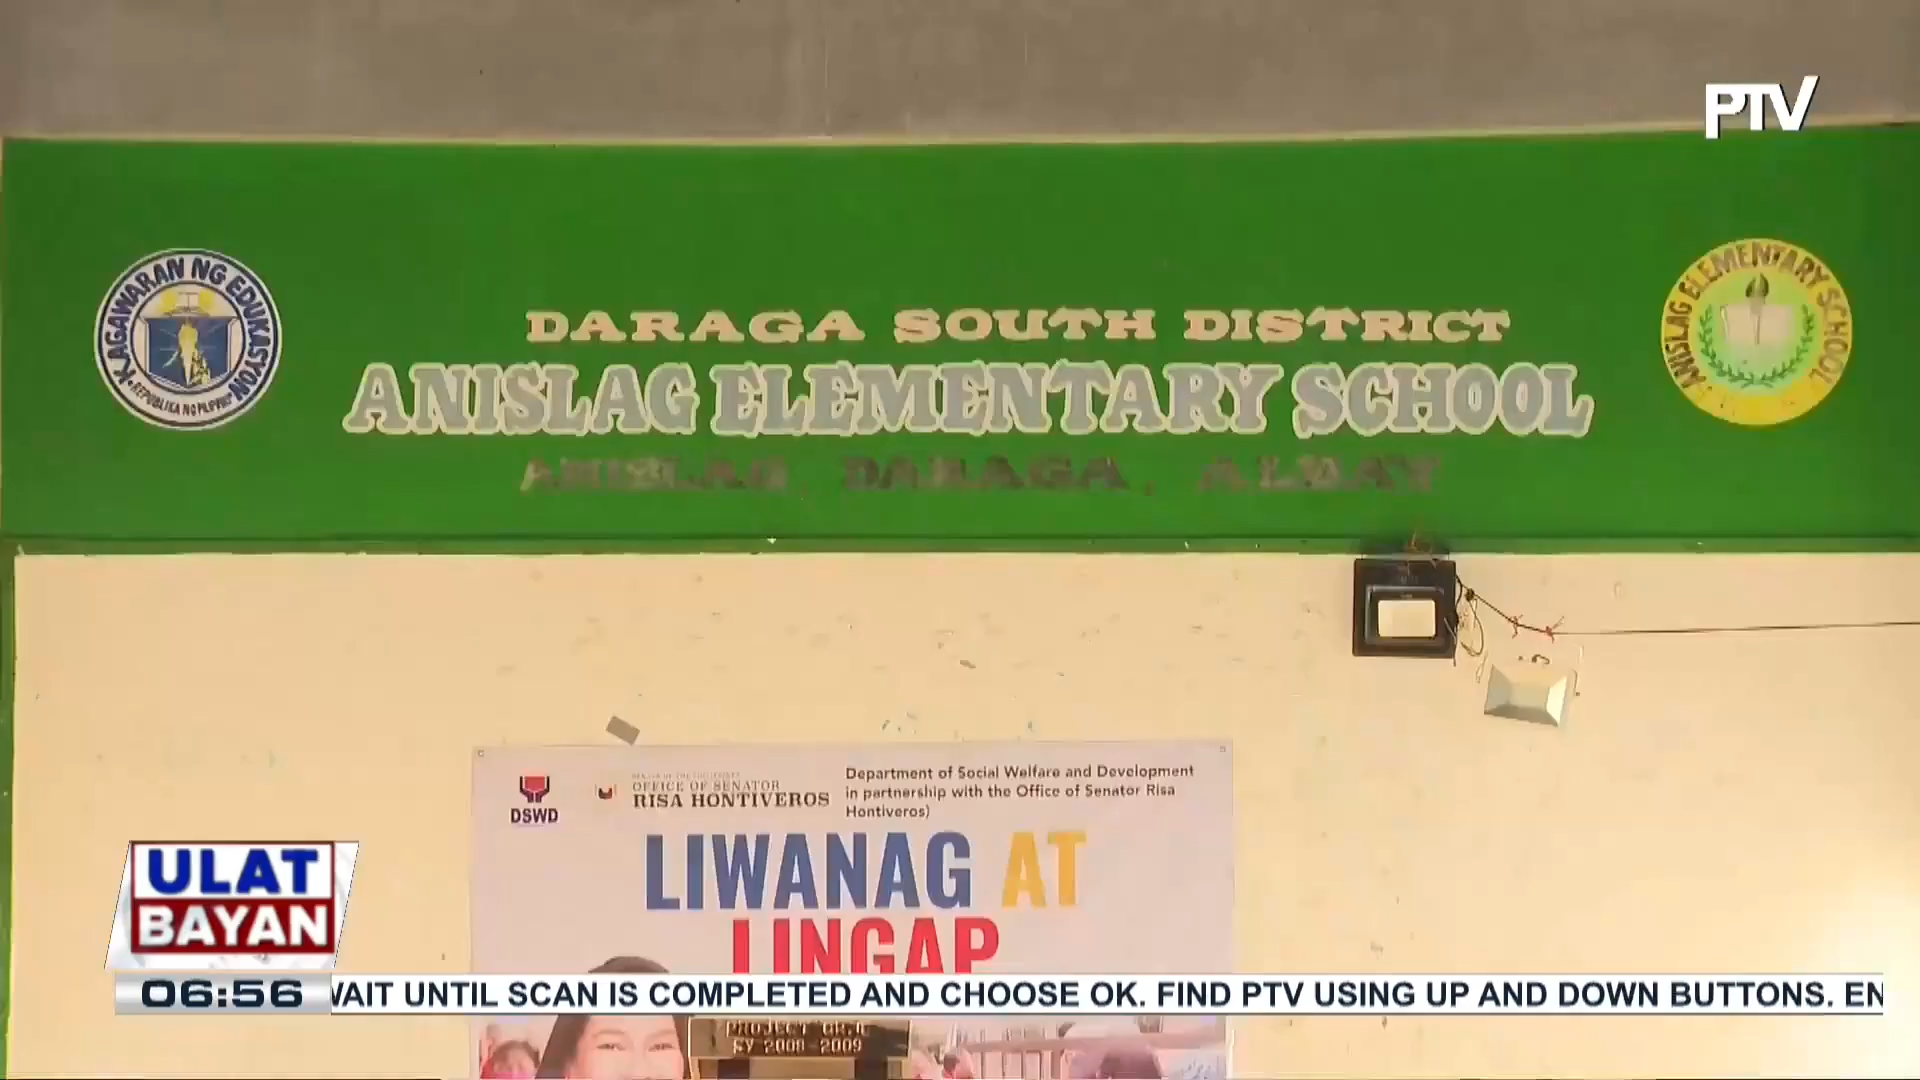 PTV
KAGAWARAN NG EDUKASYON
REPUBLIKA NG PILIPINAS
ANISLAG ELEMENTARY SCHOOL
DARAGA SOUTH DISTRICT
ANISLAG ELEMENTARY SCHOOL
ANISLAG, DARAGA, ALBAY
DSWD
OFFICE OF SENATOR
RISA HONTIVEROS
Department of Social Welfare and Development
in partnership with the Office of Senator Risa
Hontiveros)
LIWANAG AT
LINGAP
ULAT
BAYAN
06:56
WAIT UNTIL SCAN IS COMPLETED AND CHOOSE OK. FIND PTV USING UP AND DOWN BUTTONS. EN
PROJECT
SY 2008-2009